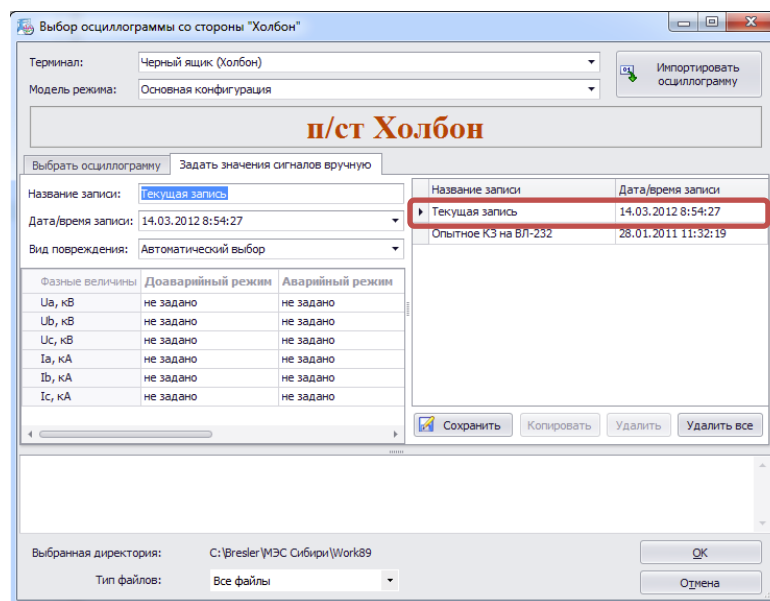 Выбор осциллограммы со стороны "Холбон"
Терминал: Черный ящик (Холбон)
Модель режима: Основная конфигурация
Импортировать
осциллограмму
п/ст Холбон
Выбрать осциллограмму Задать значения сигналов вручную
Название записи: Текущая запись
Дата/время записи: 14.03.2012 8:54:27
Вид повреждения: Автоматический выбор
Фазные величины Доаварийный режим Аварийный режим
Ua, кВ не задано не задано
Ub, кВ не задано не задано
Uc, кВ не задано не задано
Ia, кА не задано не задано
Ib, кА не задано не задано
Ic, кА не задано не задано
Название записи Дата/время записи
Текущая запись 14.03.2012 8:54:27
Опытное КЗ на ВЛ-232 28.01.2011 11:32:19
Сохранить Копировать Удалить Удалить все
Выбранная директория: C:\Bresler\МЭС Сибири\Work89
Тип файлов: Все файлы
OK
Отмена